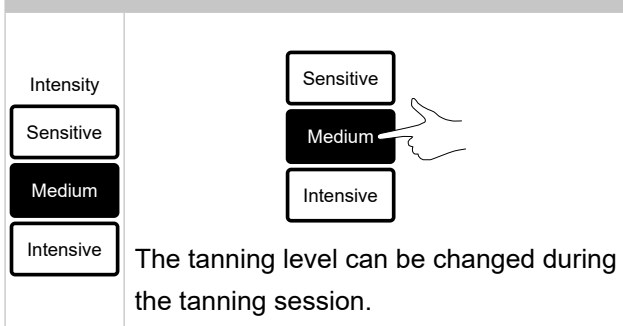 Intensity
Sensitive
Medium
Intensive
Sensitive
Medium
Intensive
The tanning level can be changed during
the tanning session.